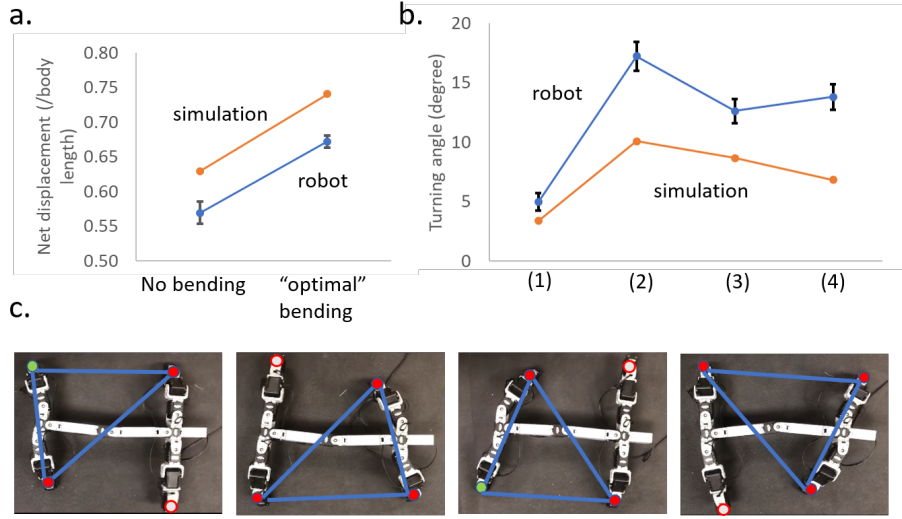 a.
Net displacement (/body
length)
0.80
0.75
0.70
0.65
0.60
0.55
0.50
simulation
robot
No bending
“optimal”
bending
b.
Turning angle (degree)
20
15
10
5
0
robot
simulation
(1)
(2)
(3)
(4)
c.